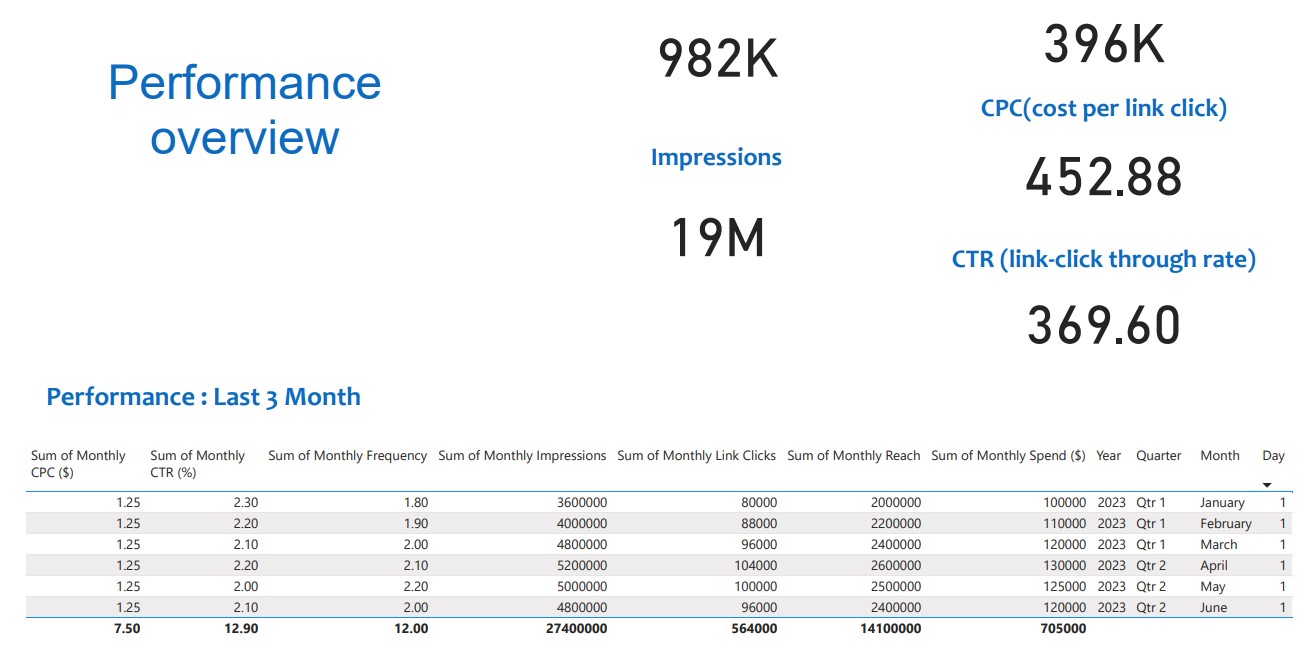 Performance
overview
982K
Impressions
19M
396K
CPC(cost per link click)
452.88
CTR (link-click through rate)
369.60
Performance : Last 3 Month
Sum of Monthly CPC ($) Sum of Monthly CTR (%) Sum of Monthly Frequency Sum of Monthly Impressions Sum of Monthly Link Clicks Sum of Monthly Reach Sum of Monthly Spend ($) Year Quarter Month Day
1.25 2.30 1.80 3600000 80000 2000000 100000 2023 Qtr 1 January 1
1.25 2.20 1.90 4000000 88000 2200000 110000 2023 Qtr 1 February 1
1.25 2.10 2.00 4800000 96000 2400000 120000 2023 Qtr 1 March 1
1.25 2.20 2.10 5200000 104000 2600000 130000 2023 Qtr 2 April 1
1.25 2.00 2.20 5000000 100000 2500000 125000 2023 Qtr 2 May 1
1.25 2.10 2.00 4800000 96000 2400000 120000 2023 Qtr 2 June 1
7.50 12.90 12.00 27400000 564000 14100000 705000